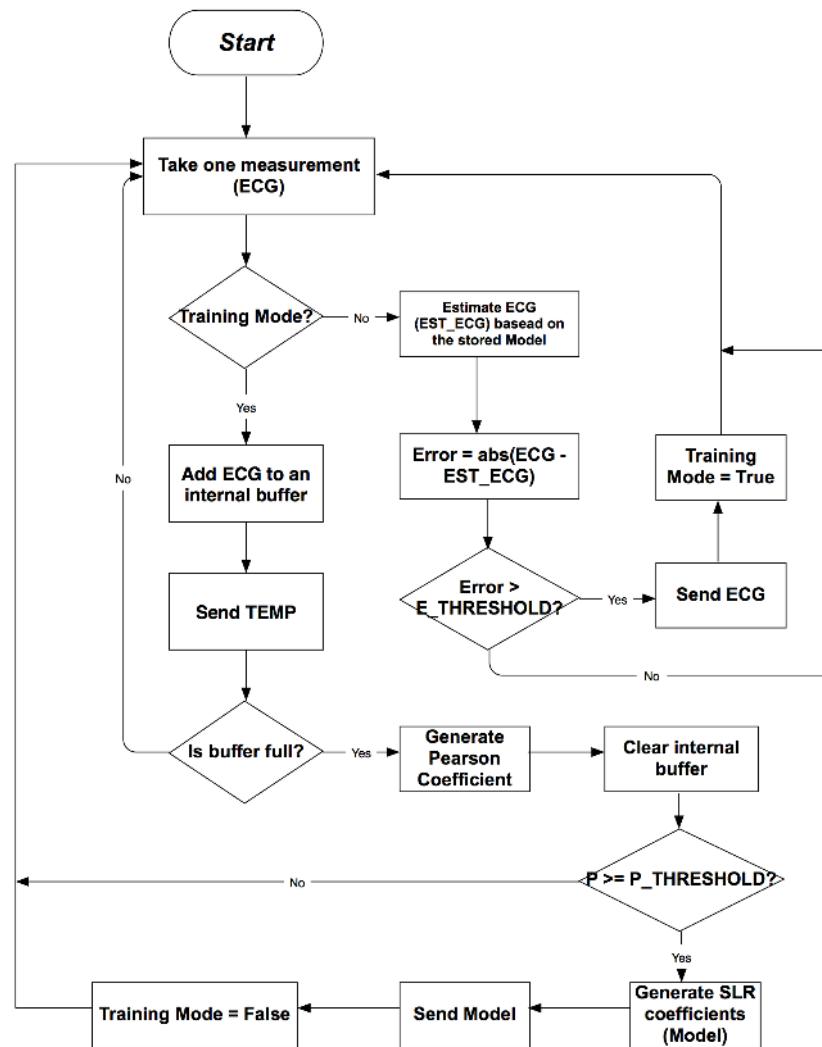 Start
Take one measurement
(ECG)
Training Mode?
No
Estimate ECG
(EST_ECG) basead on
the stored Model
Yes
Add ECG to an
internal buffer
No
Error = abs(ECG -
EST_ECG)
Training
Mode = True
Send TEMP
Error >
E_THRESHOLD?
Yes
Send ECG
No
Is buffer full?
Yes
Generate
Pearson
Coefficient
Clear internal
buffer
P >= P_THRESHOLD?
No
Yes
Training Mode = False
Send Model
Generate SLR
coefficients
(Model)